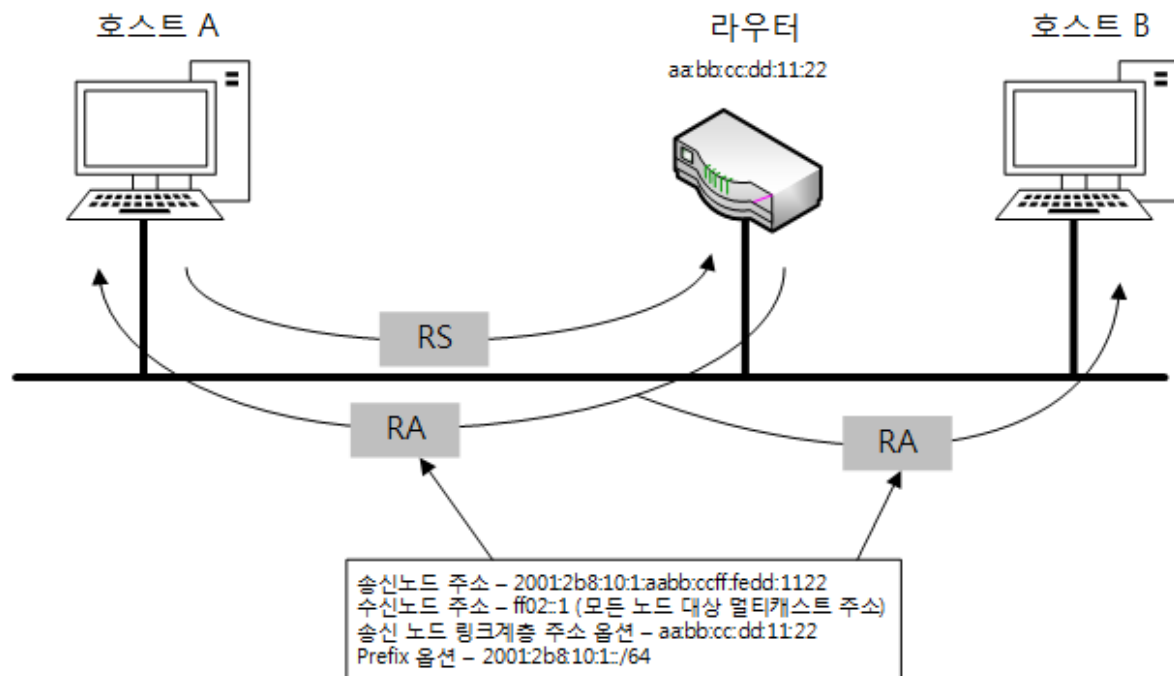 호스트 A
라우터
호스트 B
aa:bb:cc:dd:11:22
RS
RA
RA
송신노드 주소 – 2001:2b8:10:1:aabb:ccff:fedd:1122
수신노드 주소 – ff02::1 (모든 노드 대상 멀티캐스트 주소)
송신 노드 링크계층 주소 옵션 – aa:bb:cc:dd:11:22
Prefix 옵션 – 2001:2b8:10:1::/64